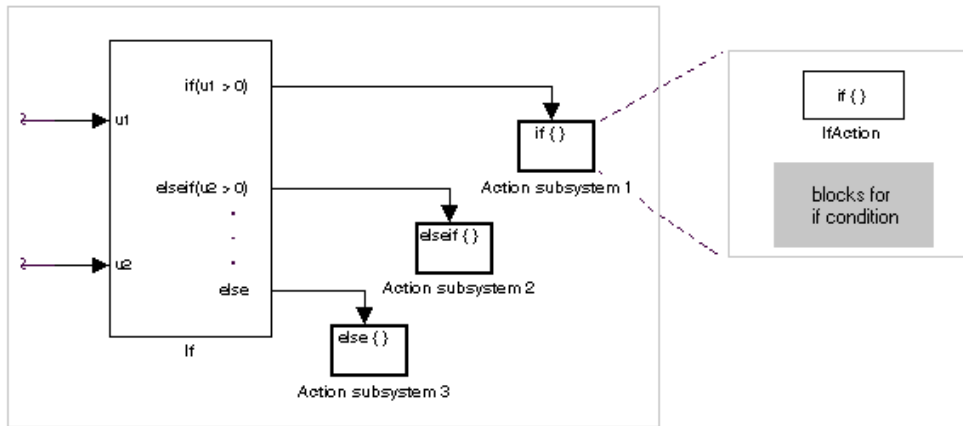 if(u1 > 0)
if { }
IfAction
u1
if { }
Action subsystem 1
elseif(u2 > 0)
blocks for
if condition
elseif { }
u2
Action subsystem 2
else
else { }
If
Action subsystem 3